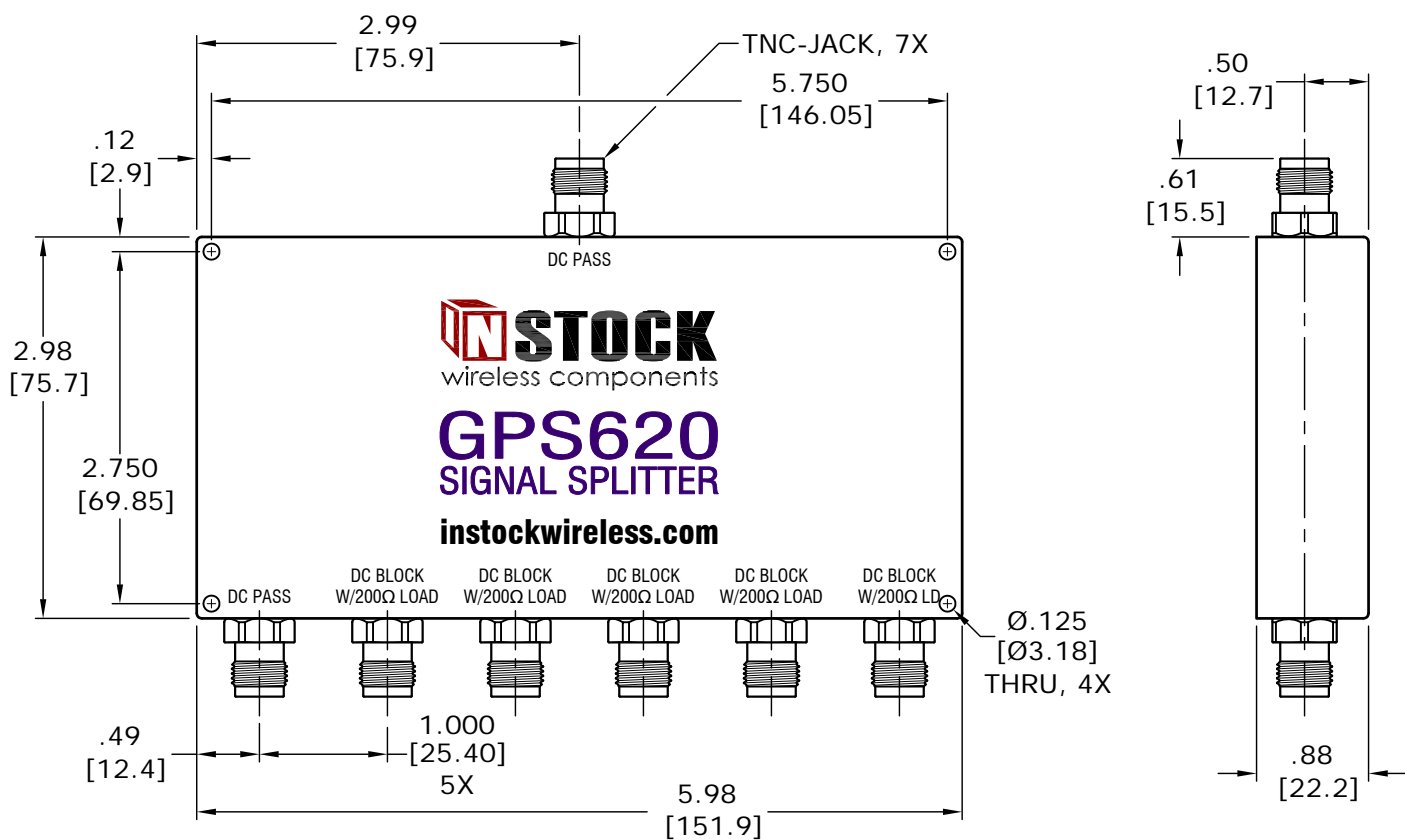 2.99
[75.9]
TNC-JACK, 7X
5.750
[146.05]
.12
[2.9]
.50
[12.7]
.61
[15.5]
DC PASS
INSTOCK
wireless components
GPS620
SIGNAL SPLITTER
instockwireless.com
2.98
[75.7]
2.750
[69.85]
DC PASS
DC BLOCK
W/200Ω LOAD
DC BLOCK
W/200Ω LOAD
DC BLOCK
W/200Ω LOAD
DC BLOCK
W/200Ω LOAD
DC BLOCK
W/200Ω LD
Ø.125
[Ø3.18]
THRU, 4X
.49
[12.4]
1.000
[25.40]
5X
5.98
[151.9]
.88
[22.2]